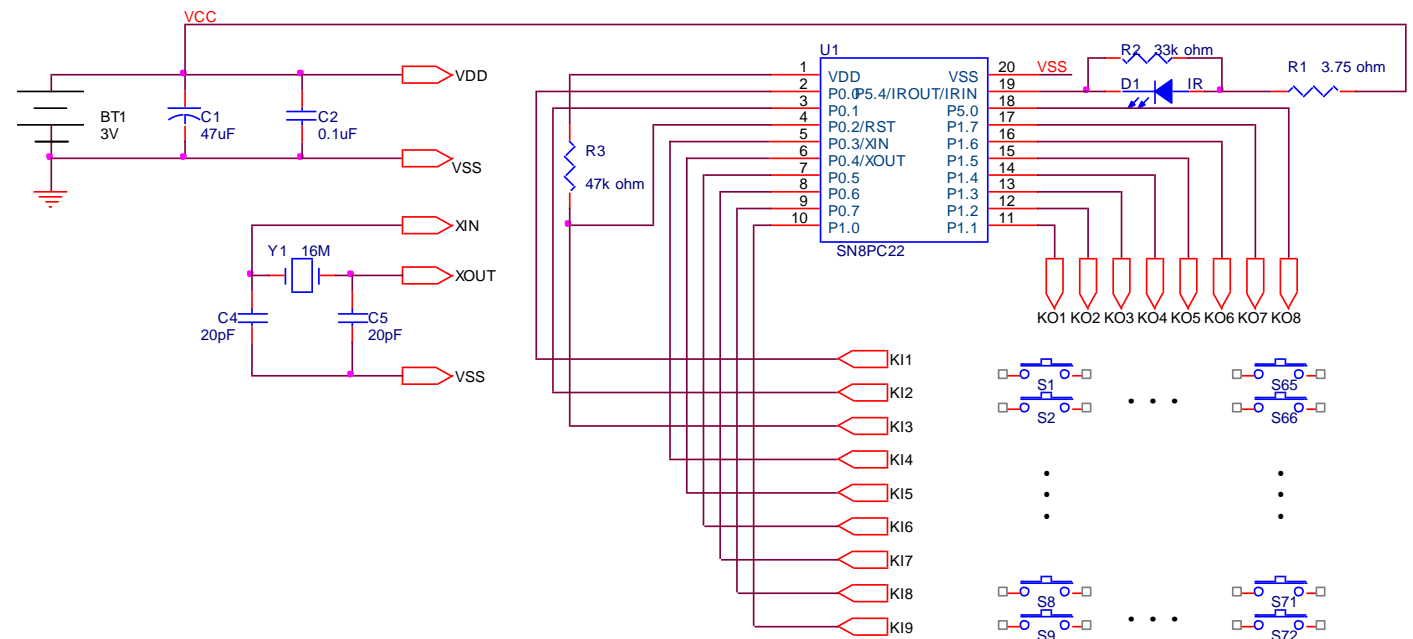 VCC
BT1
3V
C1
47uF
C2
0.1uF
VDD
VSS
XIN
Y1 16M
XOUT
C4
20pF
C5
20pF
VSS
R3
47k ohm
U1
1 VDD
2 P0.0
3 P0.1
4 P0.2/RST
5 P0.3/XIN
6 P0.4/XOUT
7 P0.5
8 P0.6
9 P0.7
10 P1.0
VSS 20 VSS
P5.4/IROUT/IRIN 19
P5.0 18
P1.7 17
P1.6 16
P1.5 15
P1.4 14
P1.3 13
P1.2 12
P1.1 11
SN8PC22
R2 33k ohm
D1 IR
R1 3.75 ohm
KO1 KO2 KO3 KO4 KO5 KO6 KO7 KO8
KI1
KI2
KI3
KI4
KI5
KI6
KI7
KI8
KI9
S1 S65
S2 S66
S8 S71
S9 S72